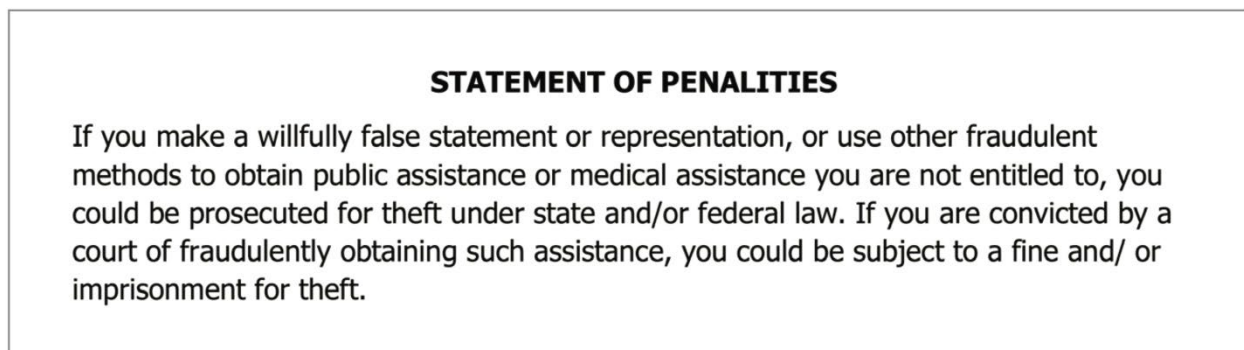 STATEMENT OF PENALITIES
If you make a willfully false statement or representation, or use other fraudulent
methods to obtain public assistance or medical assistance you are not entitled to, you
could be prosecuted for theft under state and/or federal law. If you are convicted by a
court of fraudulently obtaining such assistance, you could be subject to a fine and/ or
imprisonment for theft.